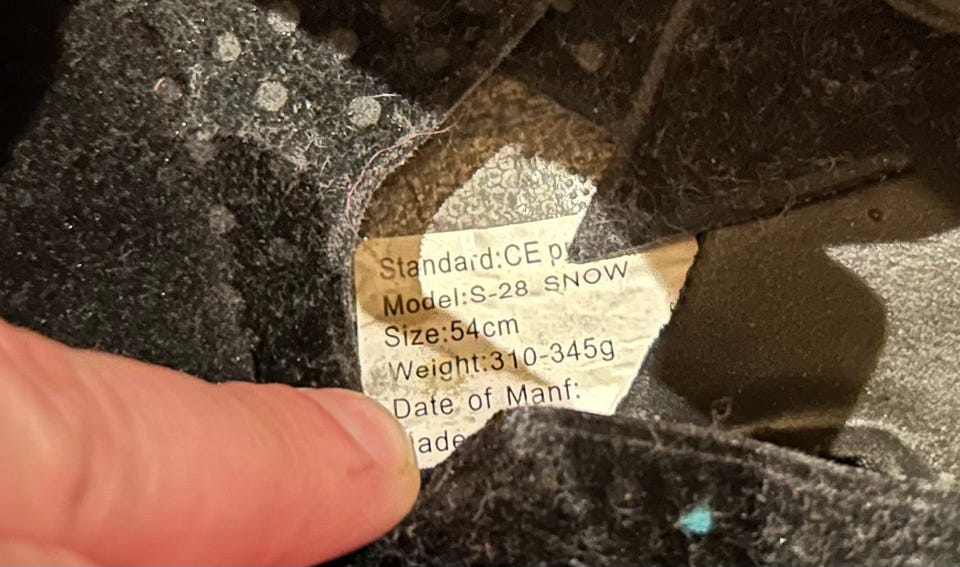 Standard:CE
Model:S-28 SNOW
Size:54cm
Weight:310-345g
Date of Manf: